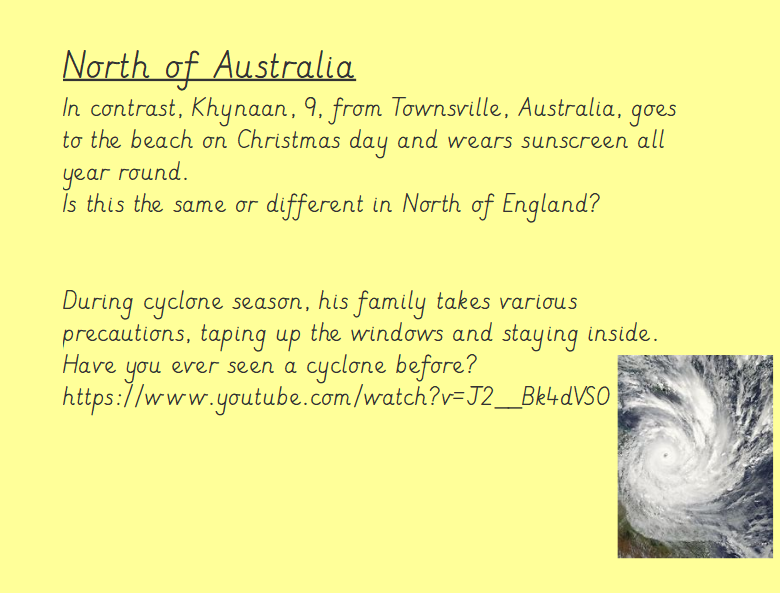 North of Australia
In contrast, Khynaan, 9, from Townsville, Australia, goes
to the beach on Christmas day and wears sunscreen all
year round.
Is this the same or different in North of England?
During cyclone season, his family takes various
precautions, taping up the windows and staying inside.
Have you ever seen a cyclone before?
https://www.youtube.com/watch?v=J2__Bk4dVS0